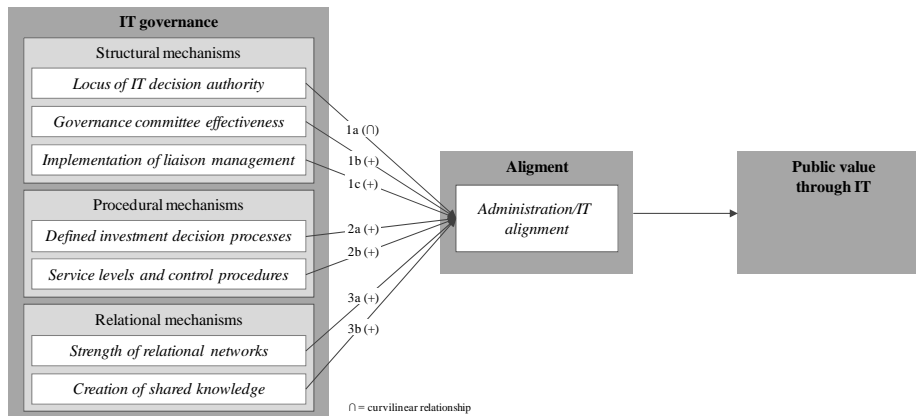 IT governance
Structural mechanisms
Locus of IT decision authority
Governance committee effectiveness
Implementation of liaison management
Procedural mechanisms
Defined investment decision processes
Service levels and control procedures
Relational mechanisms
Strength of relational networks
Creation of shared knowledge
1a (∩)
1b (+)
1c (+)
2a (+)
2b (+)
3a (+)
3b (+)
Aligment
Administration/IT
alignment
Public value
through IT
∩ = curvilinear relationship